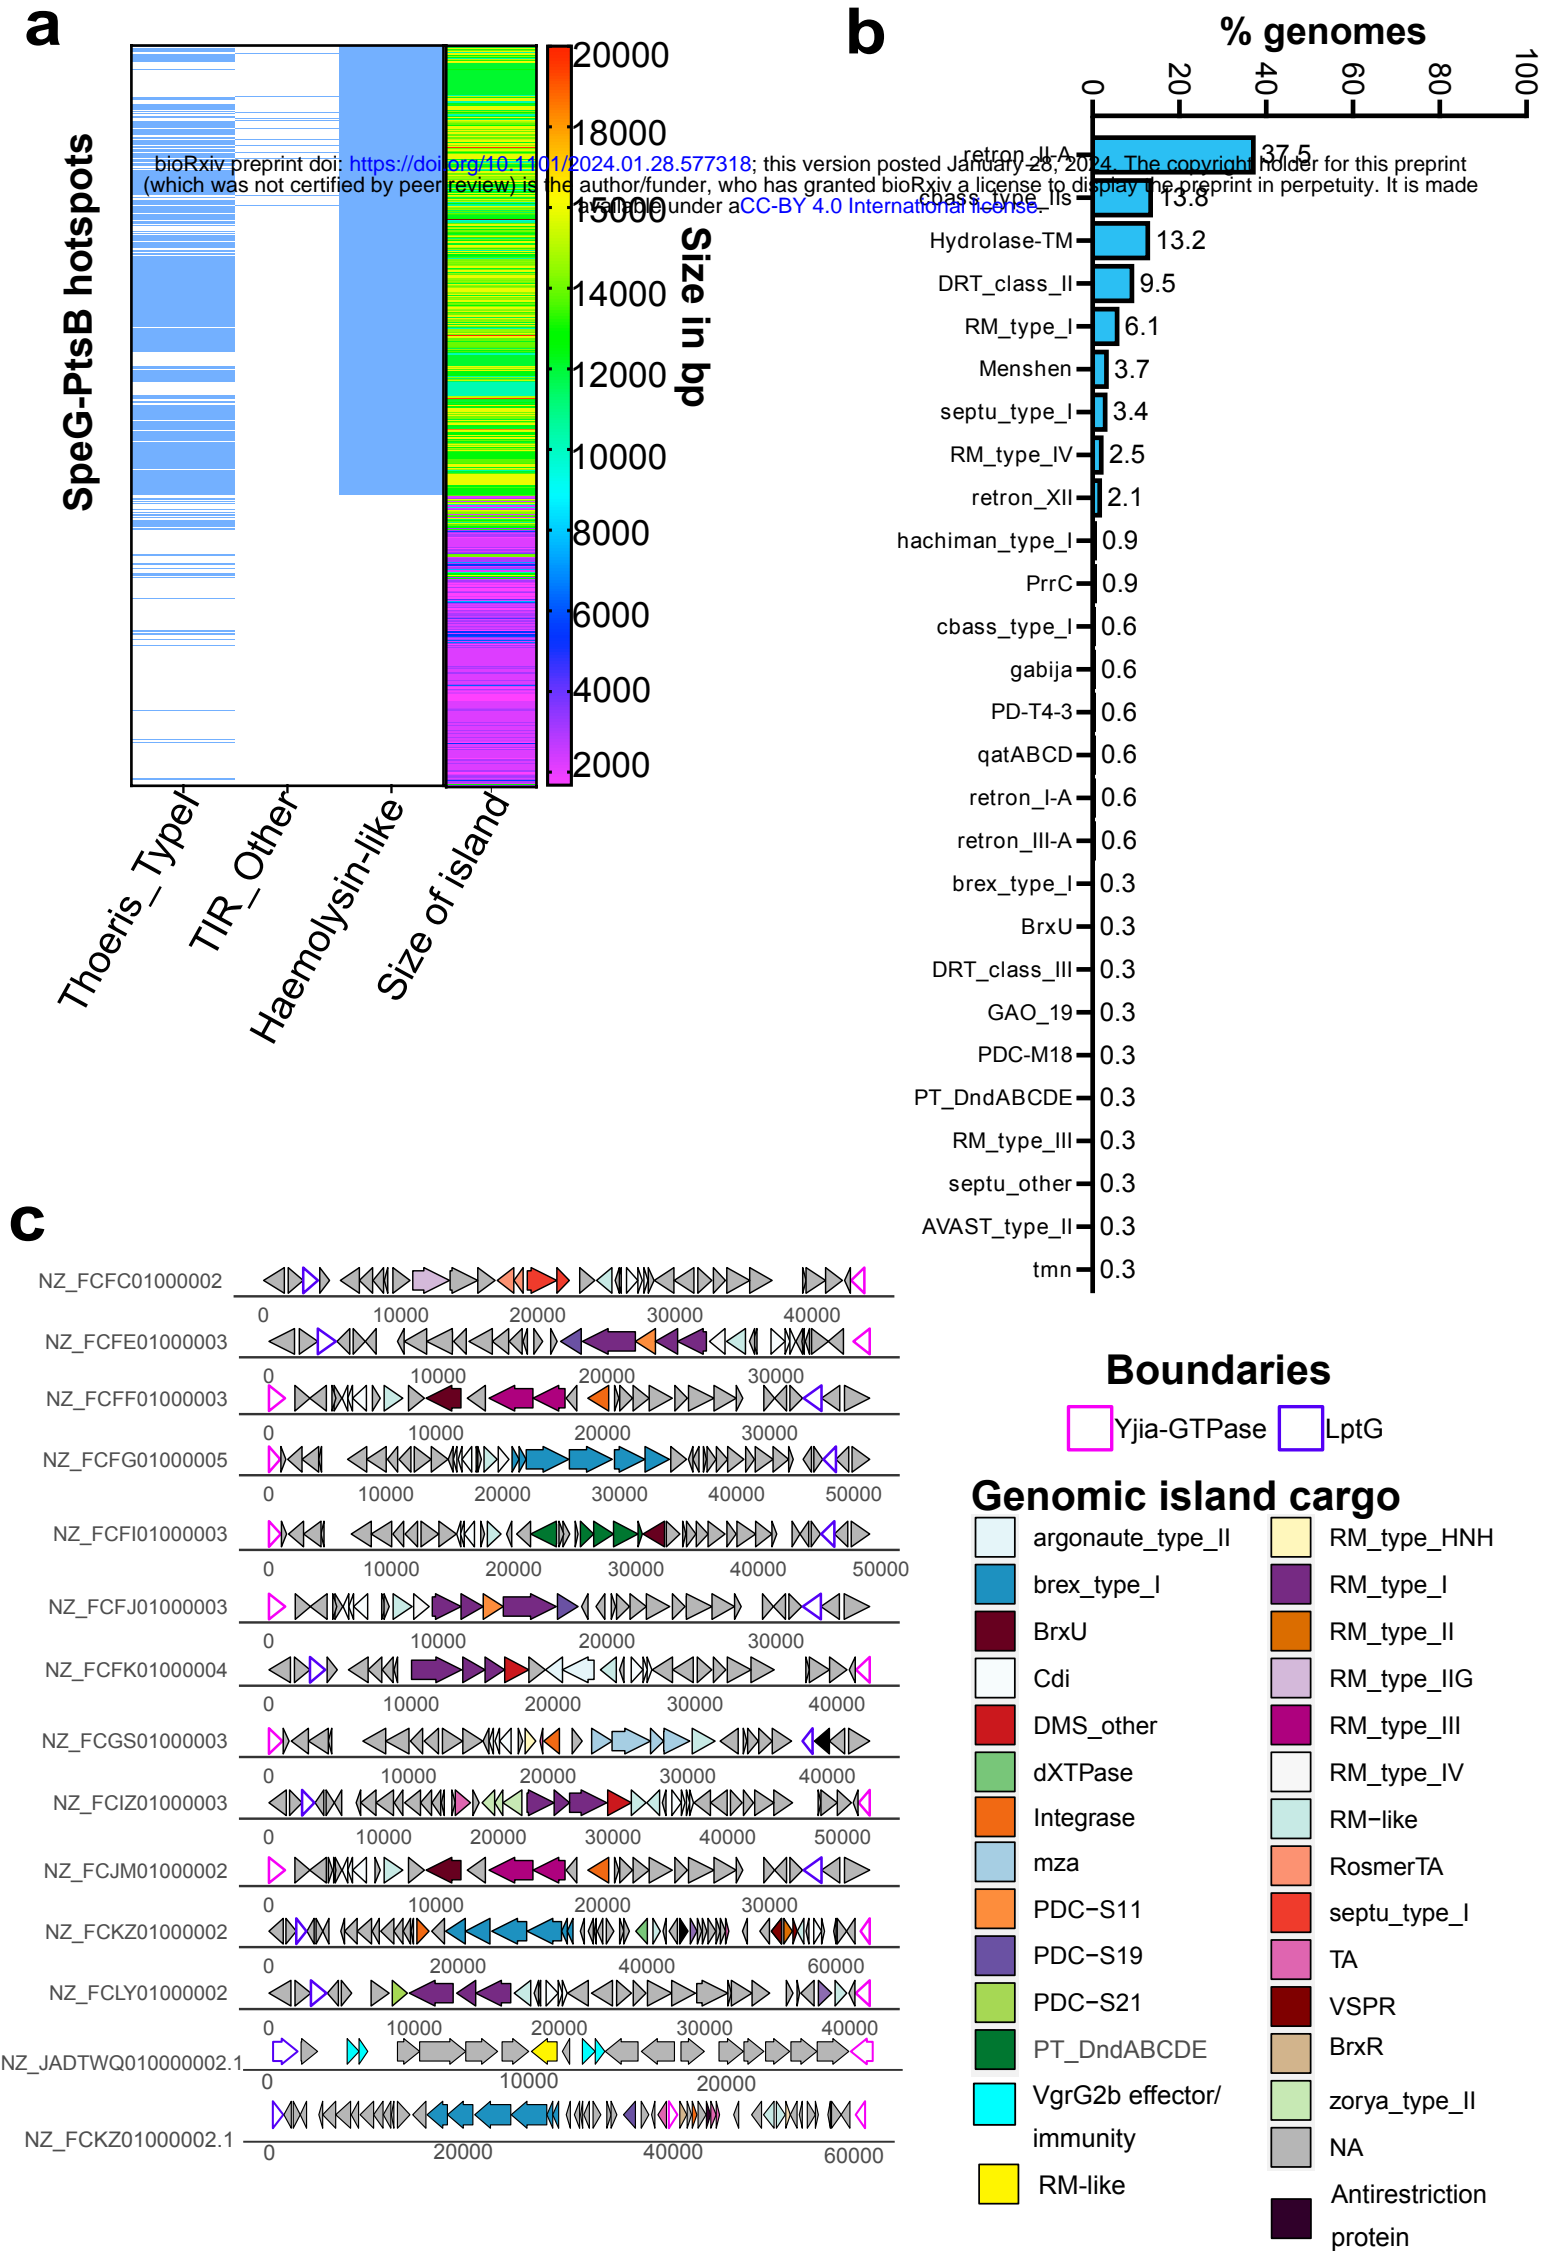 a
SpeG-PtsB hotspots
20000
18000
15000
14000
12000
10000
8000
6000
4000
2000
Size in bp
Thoeris_TypeI
TIR_Other
Haemolysin-like
Size of island
bioRxiv preprint doi: https://doi.org/10.1101/2024.01.28.577318; this version posted January 28, 2024. The copyright holder for this preprint
(which was not certified by peer review) is the author/funder, who has granted bioRxiv a license to display the preprint in perpetuity. It is made
available under aCC-BY 4.0 International license.
b
% genomes
0 20 40 60 80 100
retron_II-A 37.5
cbass_type_IIs 13.8
Hydrolase-TM 13.2
DRT_class_II 9.5
RM_type_I 6.1
Menshen 3.7
septu_type_I 3.4
RM_type_IV 2.5
retron_XII 2.1
hachiman_type_I 0.9
PrrC 0.9
cbass_type_I 0.6
gabija 0.6
PD-T4-3 0.6
qatABCD 0.6
retron_I-A 0.6
retron_III-A 0.6
brex_type_I 0.3
BrxU 0.3
DRT_class_III 0.3
GAO_19 0.3
PDC-M18 0.3
PT_DndABCDE 0.3
RM_type_III 0.3
septu_other 0.3
AVAST_type_II 0.3
tmn 0.3
c
NZ_FCFC01000002
0 10000 20000 30000 40000
NZ_FCFE01000003
0 10000 20000 30000
NZ_FCFF01000003
0 10000 20000 30000
NZ_FCFG01000005
0 10000 20000 30000 40000 50000
NZ_FCFI01000003
0 10000 20000 30000 40000 50000
NZ_FCFJ01000003
0 10000 20000 30000
NZ_FCFK01000004
0 10000 20000 30000 40000
NZ_FCGS01000003
0 10000 20000 30000 40000
NZ_FCIZ01000003
0 10000 20000 30000 40000 50000
NZ_FCJM01000002
0 10000 20000 30000
NZ_FCKZ01000002
0 20000 40000 60000
NZ_FCLY01000002
0 10000 20000 30000 40000
NZ_JADTWQ010000002.1
0 10000 20000
NZ_FCKZ01000002.1
0 20000 40000 60000
Boundaries
Yjia-GTPase LptG
Genomic island cargo
argonaute_type_II
brex_type_I
BrxU
Cdi
DMS_other
dXTPase
Integrase
mza
PDC−S11
PDC−S19
PDC−S21
PT_DndABCDE
VgrG2b effector/
immunity
RM-like
RM_type_HNH
RM_type_I
RM_type_II
RM_type_IIG
RM_type_III
RM_type_IV
RM−like
RosmerTA
septu_type_I
TA
VSPR
BrxR
zorya_type_II
NA
Antirestriction
protein